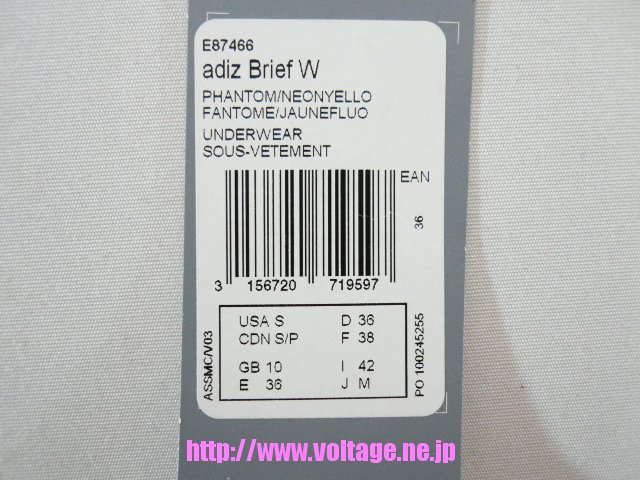 E87466
adiz Brief W
PHANTOM/NEONYELLO
FANTOME/JAUNEFLUO
UNDERWEAR
SOUS-VETEMENT
EAN
36
3 156720 719597
USA S D 36
CDN S/P F 38
GB 10 I 42
E 36 J M
ASSMC/V03
PO 100245255
http://www.voltage.ne.jp